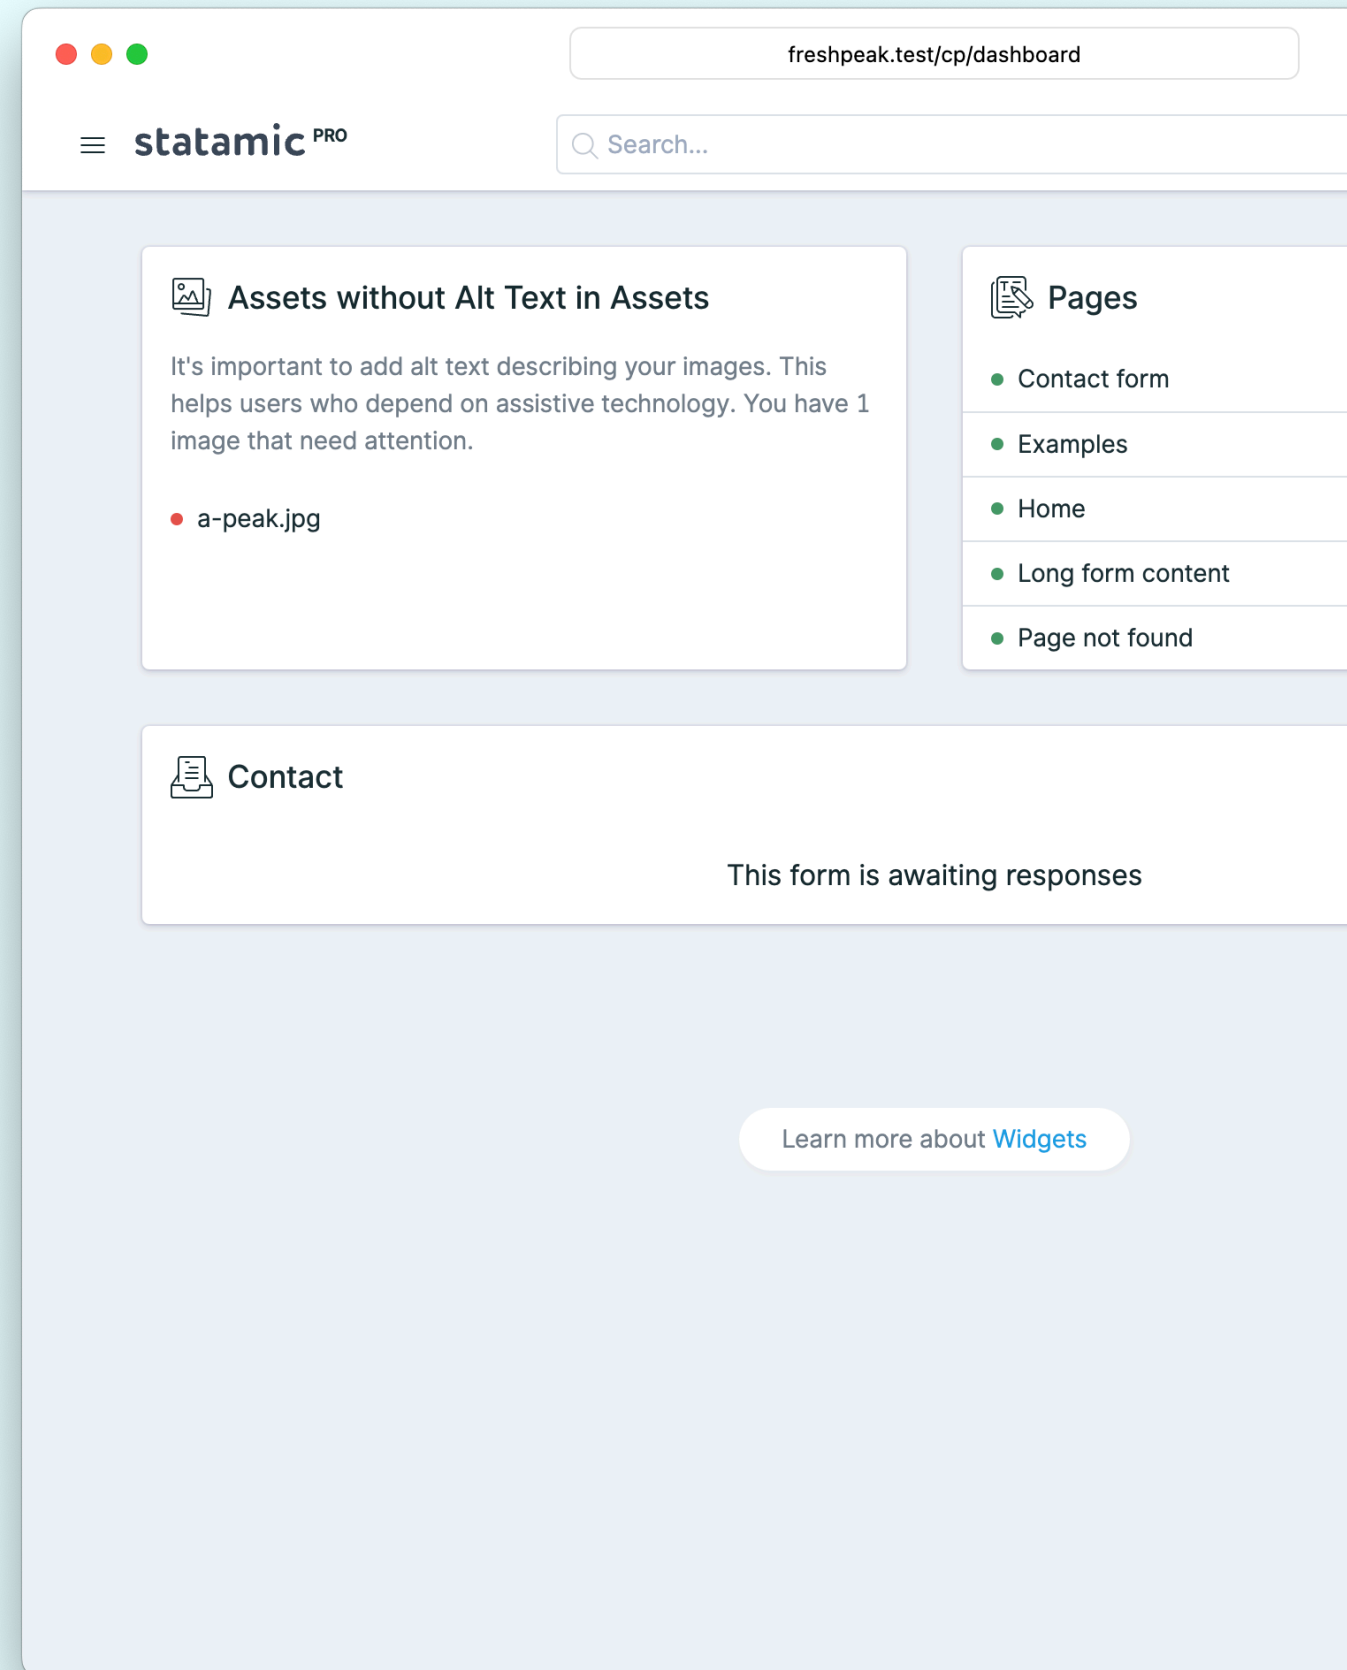 freshpeak.test/cp/dashboard
statamic PRO
Search...
Assets without Alt Text in Assets
It's important to add alt text describing your images. This
helps users who depend on assistive technology. You have 1
image that need attention.
a-peak.jpg
Pages
Contact form
Examples
Home
Long form content
Page not found
Contact
This form is awaiting responses
Learn more about Widgets